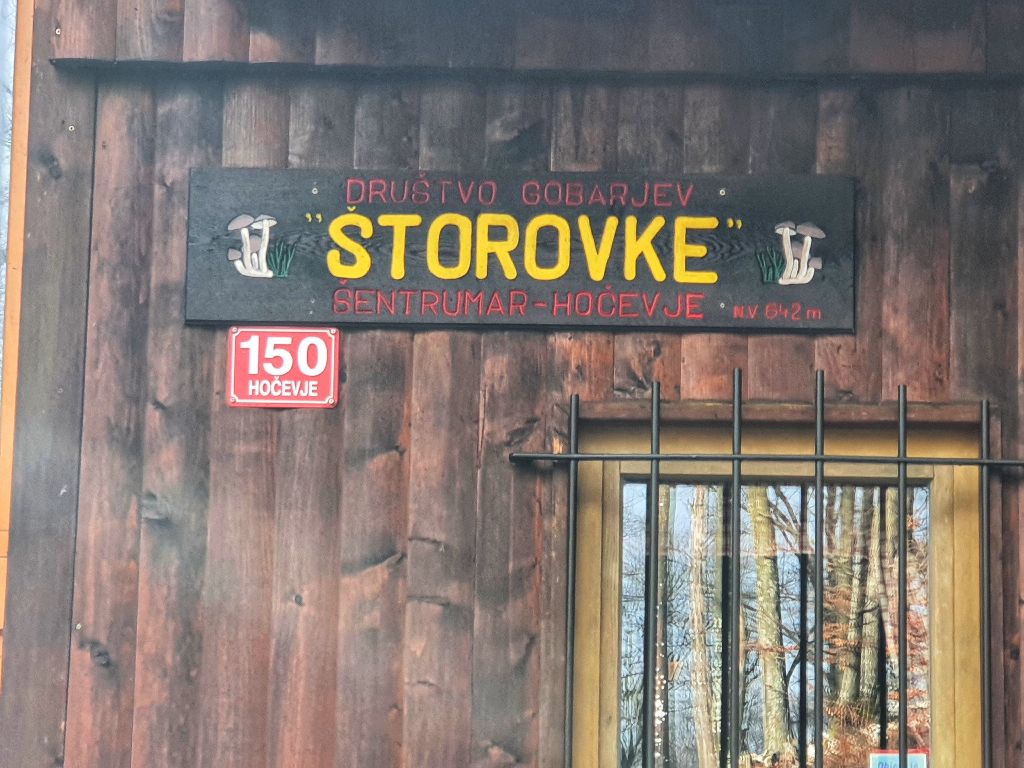 DRUŠTVO GOBARJEV
"ŠTOROVKE"
ŠENTRUMAR-HOČEVJE N.V 642 m
150
HOČEVJE